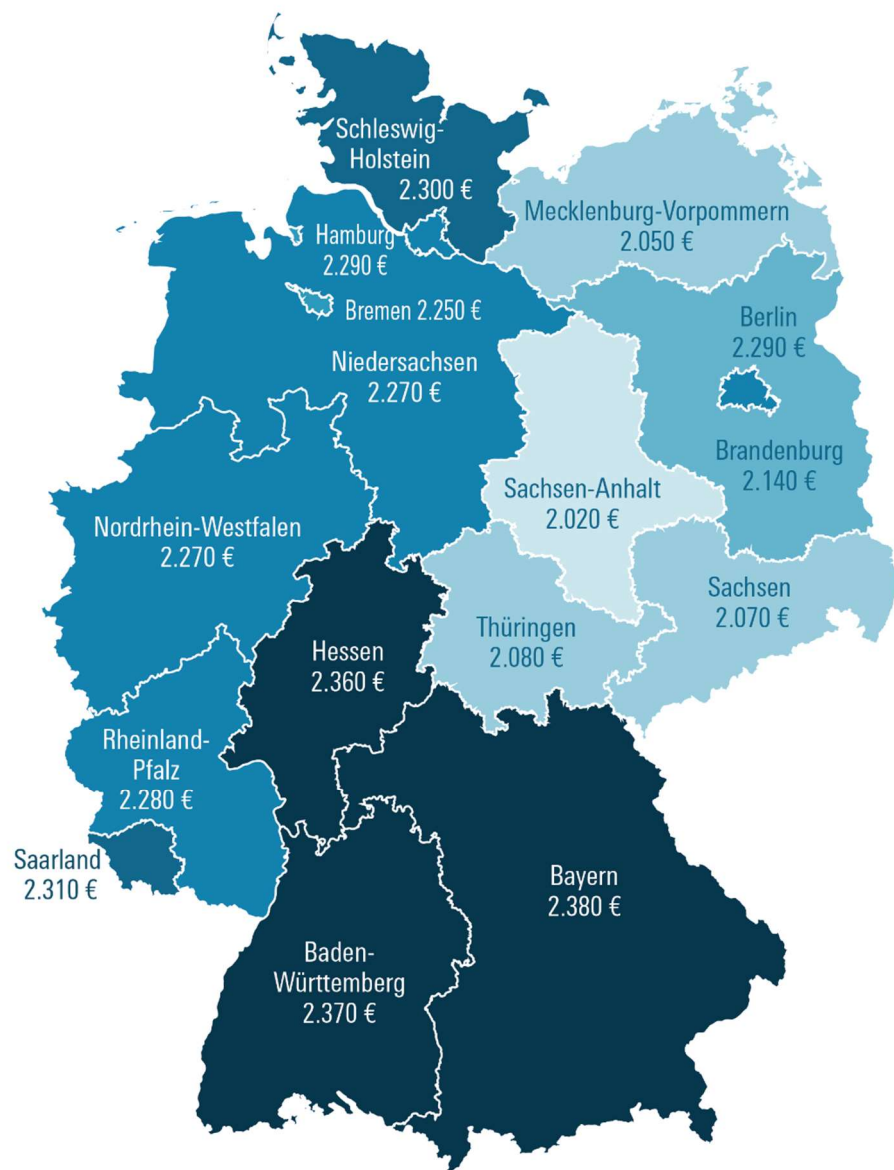 Schleswig-
Holstein
2.300 €
Mecklenburg-Vorpommern
2.050 €
Hamburg
2.290 €
Bremen 2.250 €
Berlin
2.290 €
Niedersachsen
2.270 €
Brandenburg
2.140 €
Sachsen-Anhalt
2.020 €
Nordrhein-Westfalen
2.270 €
Sachsen
2.070 €
Thüringen
2.080 €
Hessen
2.360 €
Rheinland-
Pfalz
2.280 €
Saarland
2.310 €
Bayern
2.380 €
Baden-
Württemberg
2.370 €